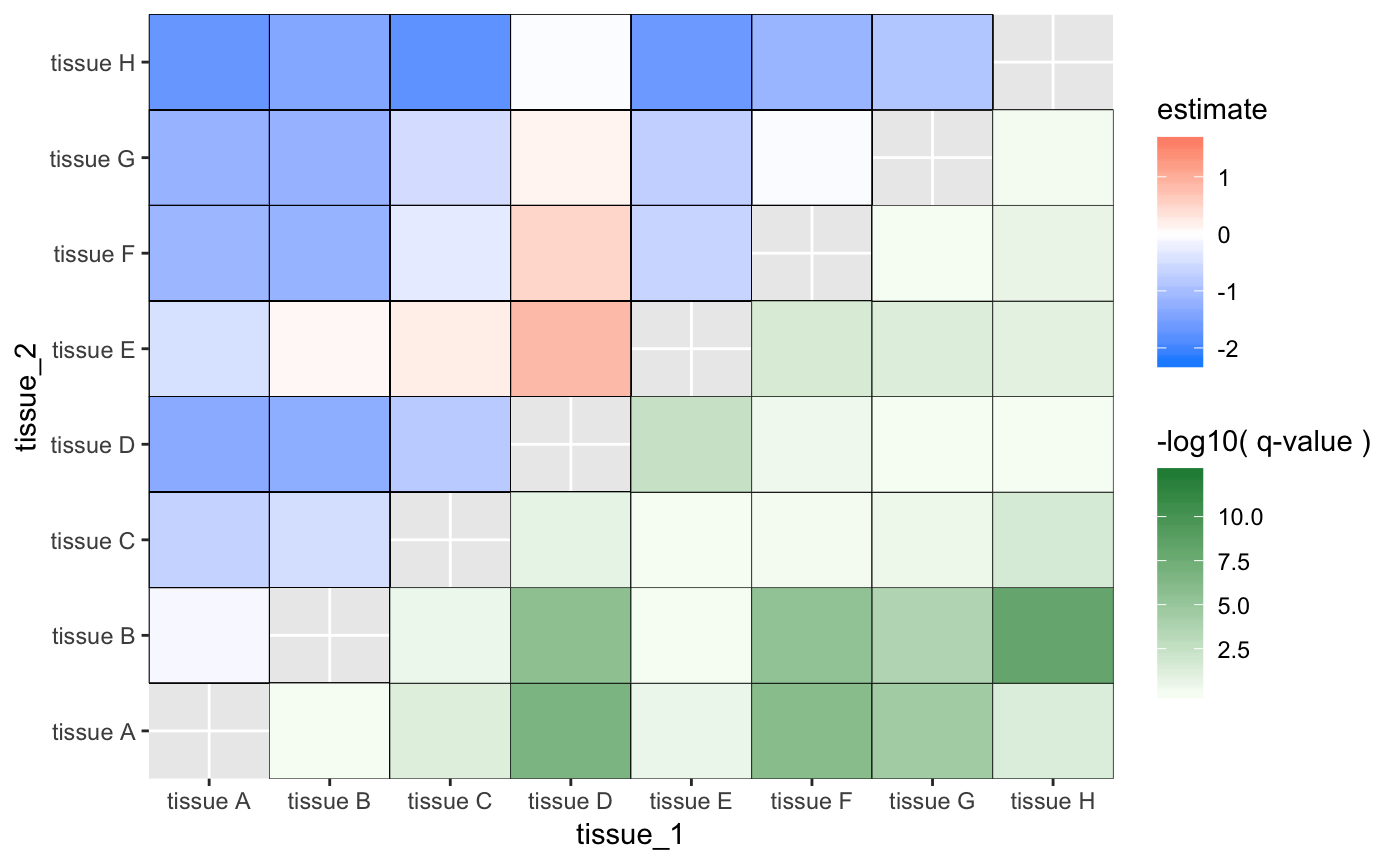 tissue_2
tissue H
tissue G
tissue F
tissue E
tissue D
tissue C
tissue B
tissue A
tissue A tissue B tissue C tissue D tissue E tissue F tissue G tissue H
tissue_1
estimate
1
0
-1
-2
-log10( q-value )
10.0
7.5
5.0
2.5